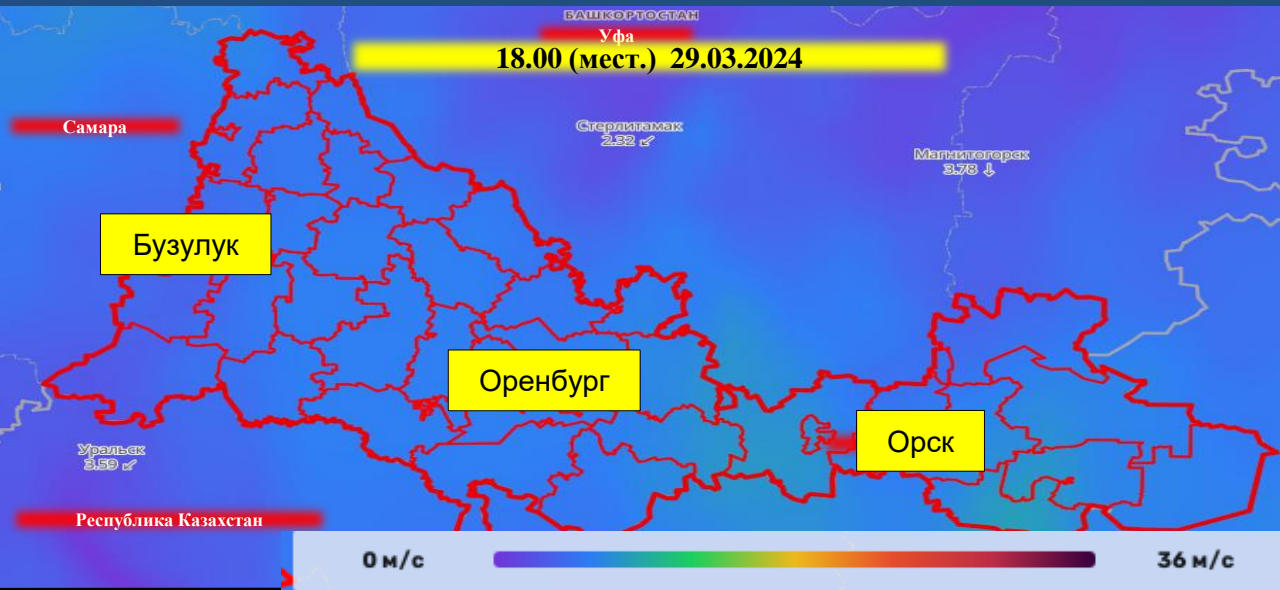 БАШКОРТОСТАН
Уфа
18.00 (мест.) 29.03.2024
Самара
Стерлитамак
2.32 ↙
Магнитогорск
3.78 ↓
Бузулук
Оренбург
Орск
Уральск
3.59 ↙
Республика Казахстан
0 м/с
36 м/с